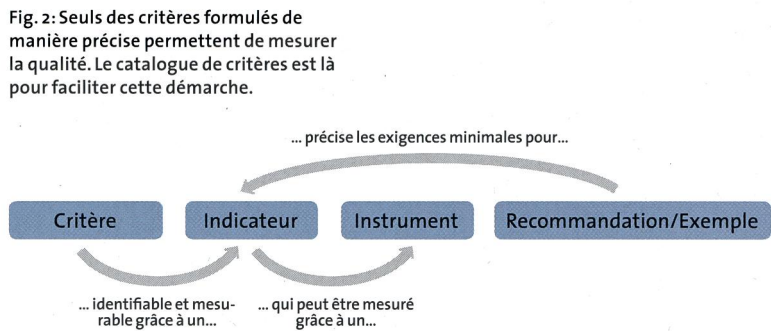 Fig. 2: Seuls des critères formulés de
manière précise permettent de mesurer
la qualité. Le catalogue de critères est là
pour faciliter cette démarche.
... précise les exigences minimales pour...
Critère
Indicateur
Instrument
Recommandation/Exemple
... identifiable et mesu-
rable grâce à un...
... qui peut être mesuré
grâce à un...